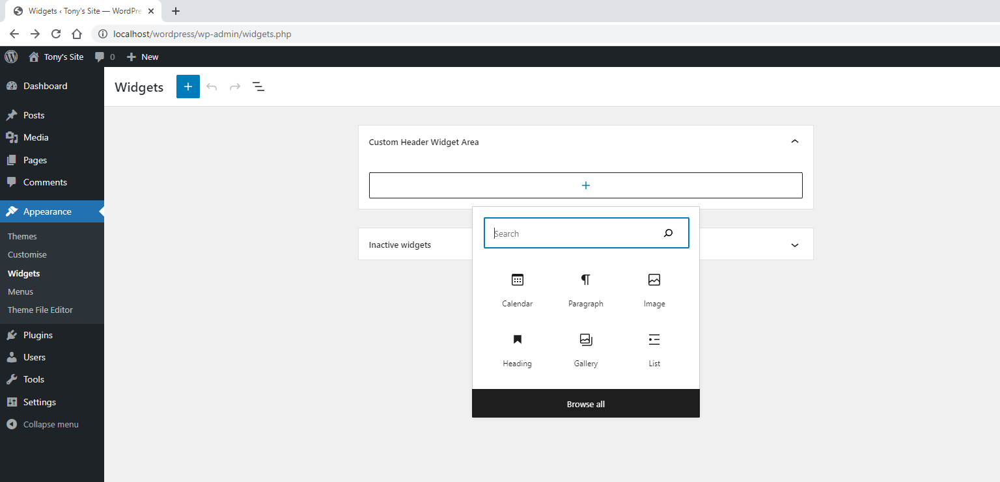 Widgets ‹ Tony's Site — WordPre
localhost/wordpress/wp-admin/widgets.php
Tony's Site 0 New
Dashboard
Posts
Media
Pages
Comments
Appearance
Themes
Customise
Widgets
Menus
Theme File Editor
Plugins
Users
Tools
Settings
Collapse menu
Widgets
Custom Header Widget Area
Inactive widgets
Search
Calendar Paragraph Image
Heading Gallery List
Browse all